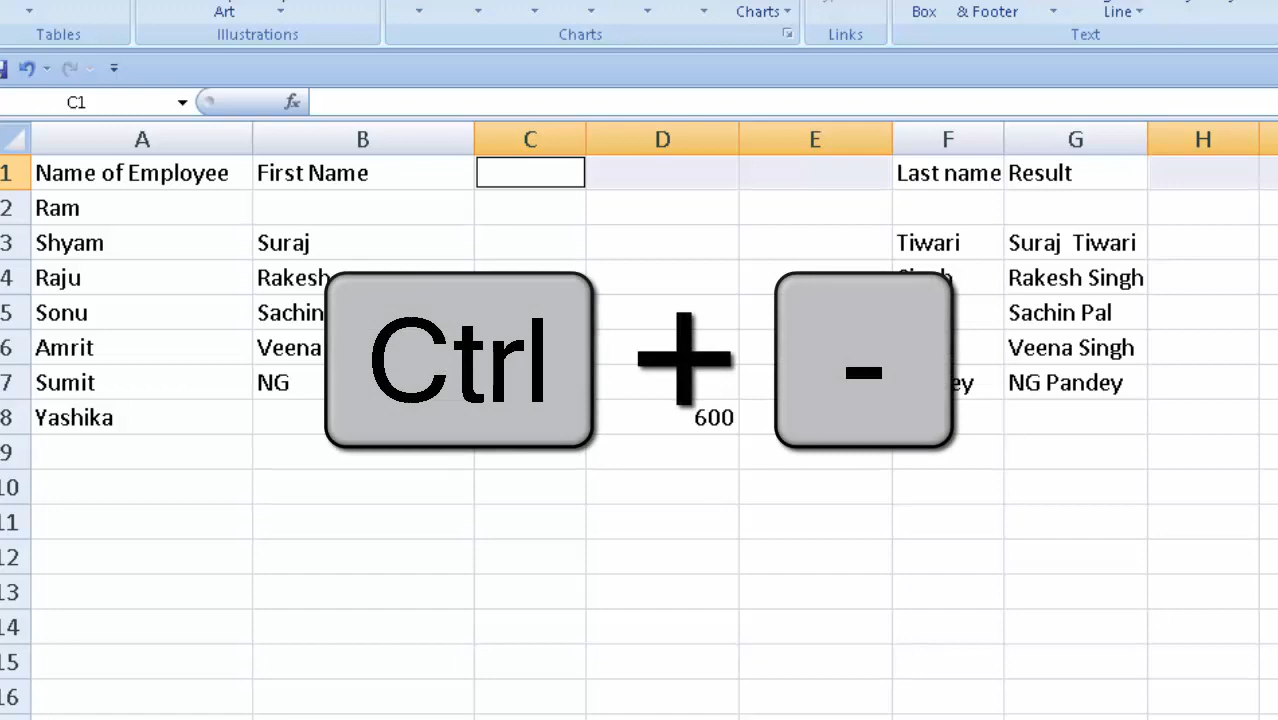 Art
Charts
Box & Footer Line
Tables Illustrations Charts Links Text
C1 fx
A B C D E F G H
1 Name of Employee First Name Last name Result
2 Ram
3 Shyam Suraj Tiwari Suraj  Tiwari
4 Raju Rakesh Rakesh Singh
5 Sonu Sachin Sachin Pal
6 Amrit Veena Veena Singh
7 Sumit NG ey NG Pandey
Ctrl + -
8 Yashika 600
9
10
11
12
13
14
15
16